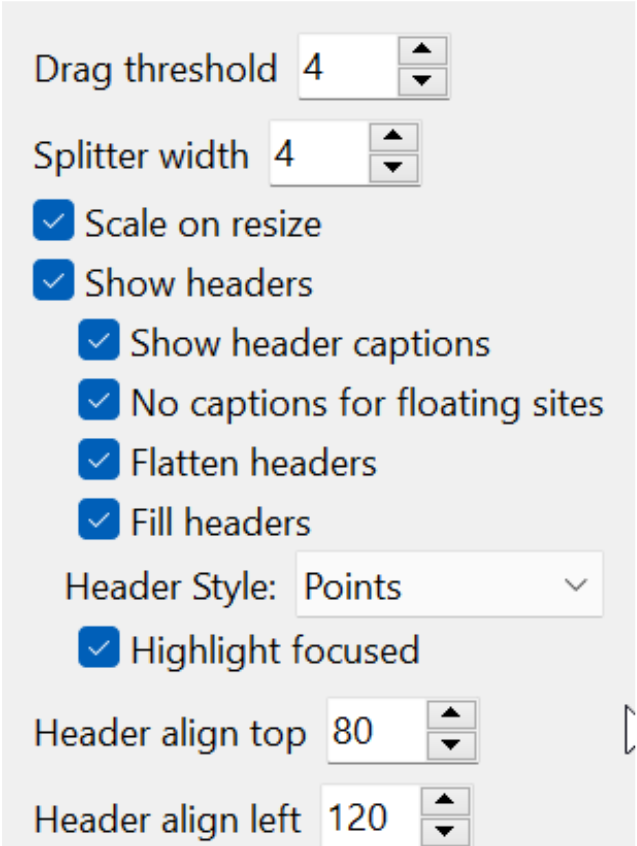 Drag threshold 4
Splitter width 4
Scale on resize
Show headers
Show header captions
No captions for floating sites
Flatten headers
Fill headers
Header Style: Points
Highlight focused
Header align top 80
Header align left 120